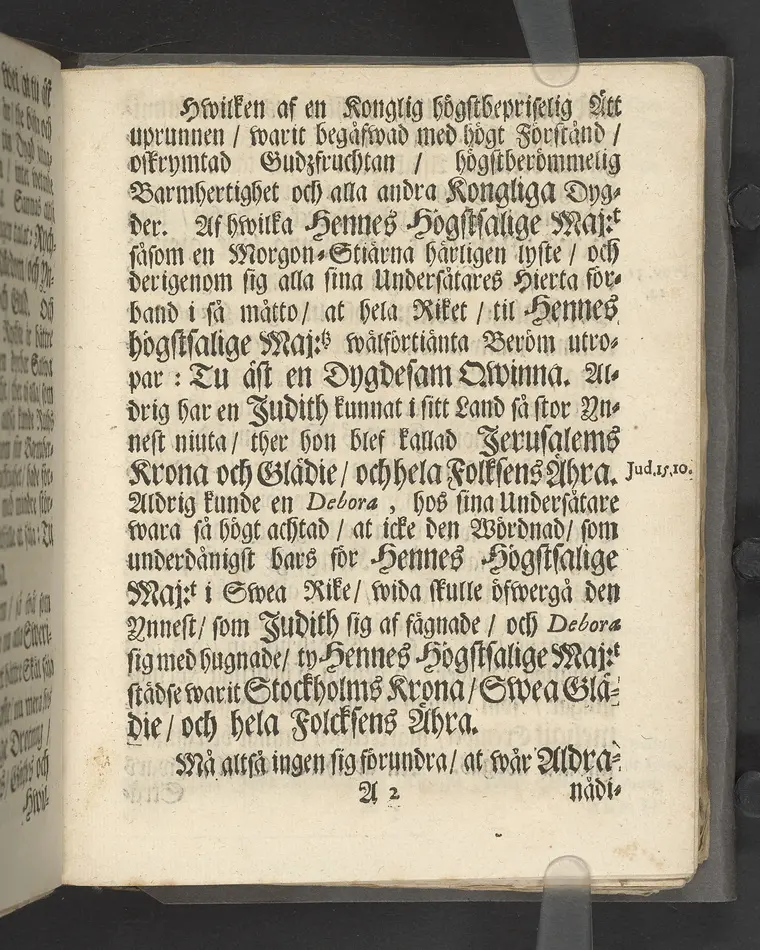 Hwilken af en Konglig högstbepriselig Ätt
uprunnen / warit begåfwad med högt Förstånd /
oskrymtad Gudzfruchtan / högstberömmelig
Barmhertighet och alla andra Kongliga Dyg-
der. Af hwilka Hennes Högstsalige Maj:t
såsom en Morgon-Stiärna härligen lyste / och
derigenom sig alla sina Undersåtares Hierta för-
band i så måtto / at hela Riket / til Hennes
högstsalige Maj:tz wälförtiänta Beröm utro-
par : Tu äst en Dygdesam Qwinna. Al-
drig har en Judith kunnat i sitt Land så stor Yn-
nest niuta / ther hon blef kallad Jerusalems
Krona och Glädie / och hela Folcksens Ähra. Jud. 15, 10.
Aldrig kunde en Debora, hos sina Undersåtare
wara så högt achtad / at icke den Wördnad / som
underdånigst bars för Hennes Högstsalige
Maj:t i Swea Rike / wida skulle öfwergå den
Ynnest / som Judith sig af fägnade / och Debora
sig med hugnade / ty Hennes Högstsalige Maj:t
städse warit Stockholms Krona / Swea Glä-
die / och hela Folcksens Ähra.
Må altså ingen sig förundra / at wår Aldra-
A 2 nådi-